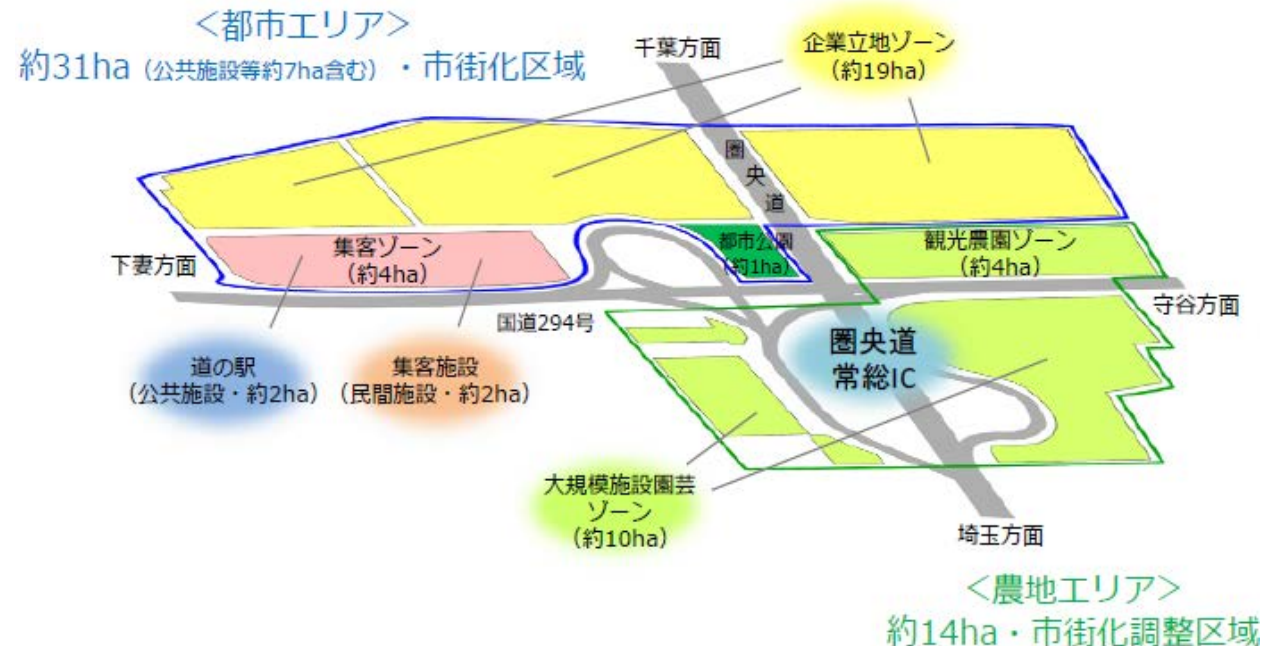 ＜都市エリア＞
約31ha（公共施設等約7ha含む）・市街化区域
千葉方面
企業立地ゾーン
（約19ha）
圏
央
道
下妻方面
集客ゾーン
（約4ha）
都市公園
（約1ha）
観光農園ゾーン
（約4ha）
守谷方面
国道294号
道の駅
（公共施設・約2ha）
集客施設
（民間施設・約2ha）
圏央道
常総IC
大規模施設園芸
ゾーン
（約10ha）
埼玉方面
＜農地エリア＞
約14ha・市街化調整区域